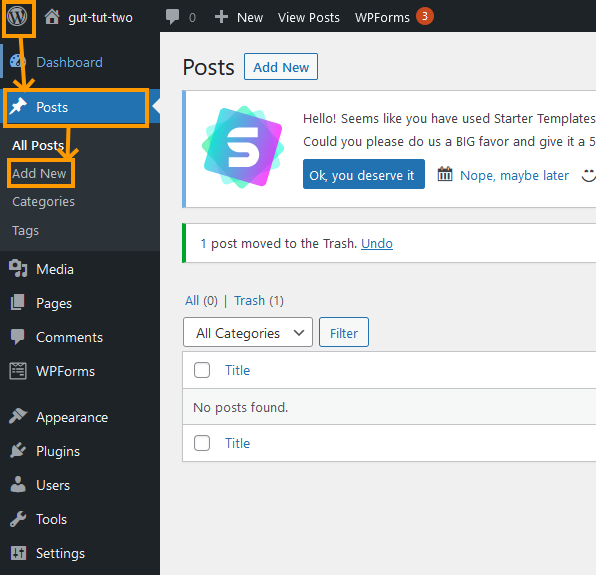 gut-tut-two 0 + New View Posts WPForms 3
Dashboard
Posts
All Posts
Add New
Categories
Tags
Media
Pages
Comments
WPForms
Appearance
Plugins
Users
Tools
Settings
Posts Add New
Hello! Seems like you have used Starter Templates
Could you please do us a BIG favor and give it a 5
Ok, you deserve it Nope, maybe later
1 post moved to the Trash. Undo
All (0) | Trash (1)
All Categories Filter
Title
No posts found.
Title